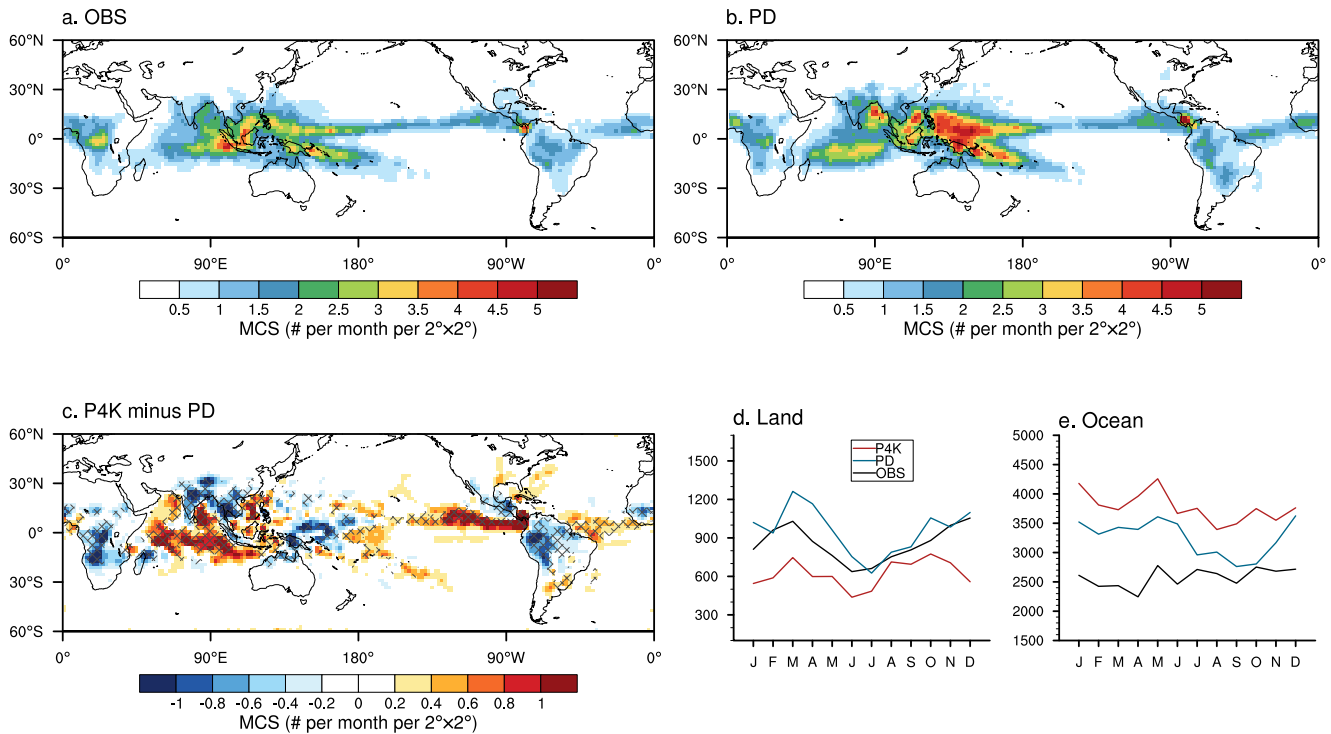 a. OBS
b. PD
60°N
30°N
0°
30°S
60°S
0° 90°E 180° 90°W 0°
0.5 1 1.5 2 2.5 3 3.5 4 4.5 5
MCS (# per month per 2°×2°)
60°N
30°N
0°
30°S
60°S
0° 90°E 180° 90°W 0°
0.5 1 1.5 2 2.5 3 3.5 4 4.5 5
MCS (# per month per 2°×2°)
c. P4K minus PD
60°N
30°N
0°
30°S
60°S
0° 90°E 180° 90°W 0°
-1 -0.8 -0.6 -0.4 -0.2 0 0.2 0.4 0.6 0.8 1
MCS (# per month per 2°×2°)
d. Land
P4K
PD
OBS
1500
1200
900
600
300
J F M A M J J A S O N D
e. Ocean
5000
4500
4000
3500
3000
2500
2000
1500
J F M A M J J A S O N D